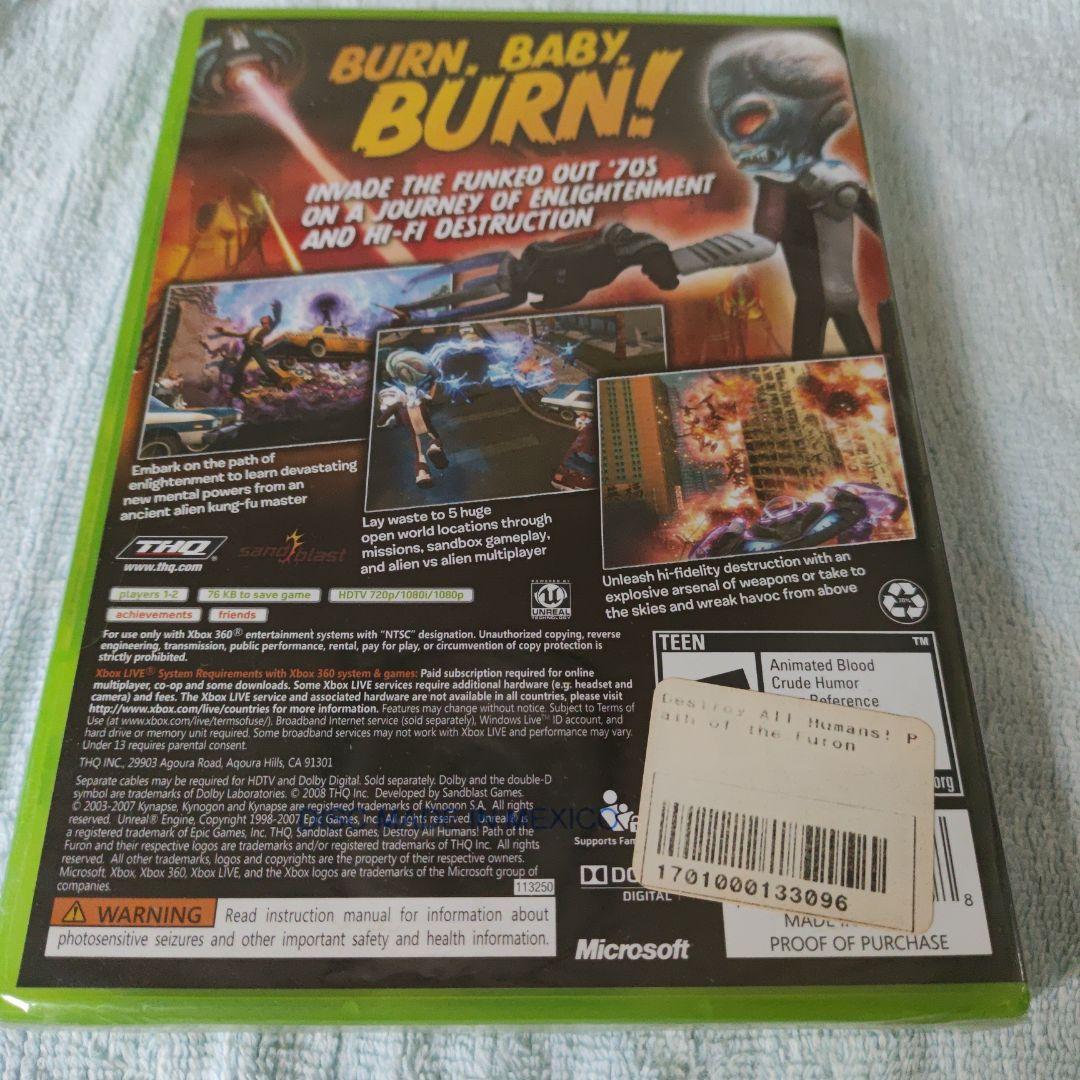 BURN, BABY,
BURN!
INVADE THE FUNKED OUT '70S
ON A JOURNEY OF ENLIGHTENMENT
AND HI-FI DESTRUCTION
Embark on the path of
enlightenment to learn devastating
new mental powers from an
ancient alien kung-fu master
Lay waste to 5 huge
open world locations through
missions, sandbox gameplay,
and alien vs alien multiplayer
Unleash hi-fidelity destruction with an
explosive arsenal of weapons or take to
the skies and wreak havoc from above
THQ®
www.thq.com
sandblast
players 1-2
76 KB to save game
HDTV 720p/1080i/1080p
achievements
friends
POWERED BY
UNREAL
TECHNOLOGY
For use only with Xbox 360® entertainment systems with "NTSC" designation. Unauthorized copying, reverse
engineering, transmission, public performance, rental, pay for play, or circumvention of copy protection is
strictly prohibited.
Xbox LIVE® System Requirements with Xbox 360 system & games: Paid subscription required for online
multiplayer, co-op and some downloads. Some Xbox LIVE services require additional hardware (e.g. headset and
camera) and fees. The Xbox LIVE service and associated hardware are not available in all countries, please visit
http://www.xbox.com/live/countries for more information. Features may change without notice. Subject to Terms of
Use (at www.xbox.com/live/termsofuse/). Broadband Internet service (sold separately), Windows Live™ ID account, and
hard drive or memory unit required. Some broadband services may not work with Xbox LIVE and performance may vary.
Under 13 requires parental consent.
THQ INC., 29903 Agoura Road, Agoura Hills, CA 91301
Separate cables may be required for HDTV and Dolby Digital. Sold separately. Dolby and the double-D
symbol are trademarks of Dolby Laboratories. © 2008 THQ Inc. Developed by Sandblast Games.
© 2003-2007 Kynapse, Kynogon and Kynapse are registered trademarks of Kynogon S.A. All rights
reserved. Unreal® Engine, Copyright 1998-2007 Epic Games, Inc. All rights reserved. Unreal® is
a registered trademark of Epic Games, Inc. THQ, Sandblast Games, Destroy All Humans! Path of the
Furon and their respective logos are trademarks and/or registered trademarks of THQ Inc. All rights
reserved. All other trademarks, logos and copyrights are the property of their respective owners.
Microsoft, Xbox, Xbox 360, Xbox LIVE, and the Xbox logos are trademarks of the Microsoft group of
companies.
113250
DISC MADE IN MEXICO
WARNING Read instruction manual for information about
photosensitive seizures and other important safety and health information.
TEEN ™
Animated Blood
Crude Humor
Reference
.org
Destroy All Humans! P
ath of the Furon
1701000133096
Supports
DIGITAL
8
MADE
PROOF OF PURCHASE
Microsoft